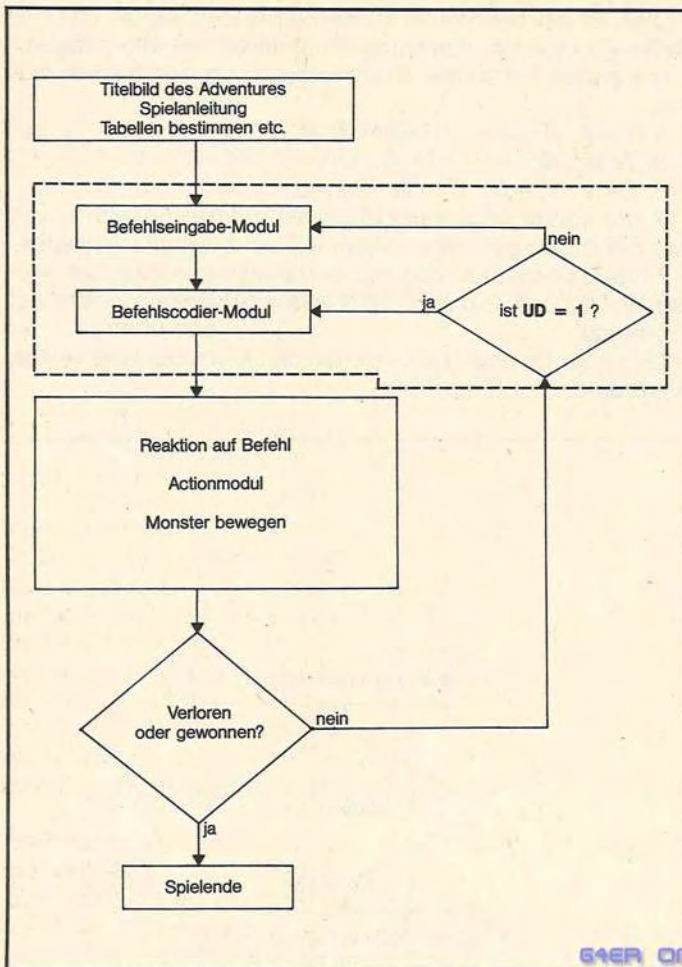 Titelbild des Adventures
Spielanleitung
Tabellen bestimmen etc.
Befehlseingabe-Modul
nein
Befehlscodier-Modul
ja
ist UD = 1 ?
Reaktion auf Befehl
Actionmodul
Monster bewegen
Verloren
oder gewonnen?
nein
ja
Spielende
64ER ON